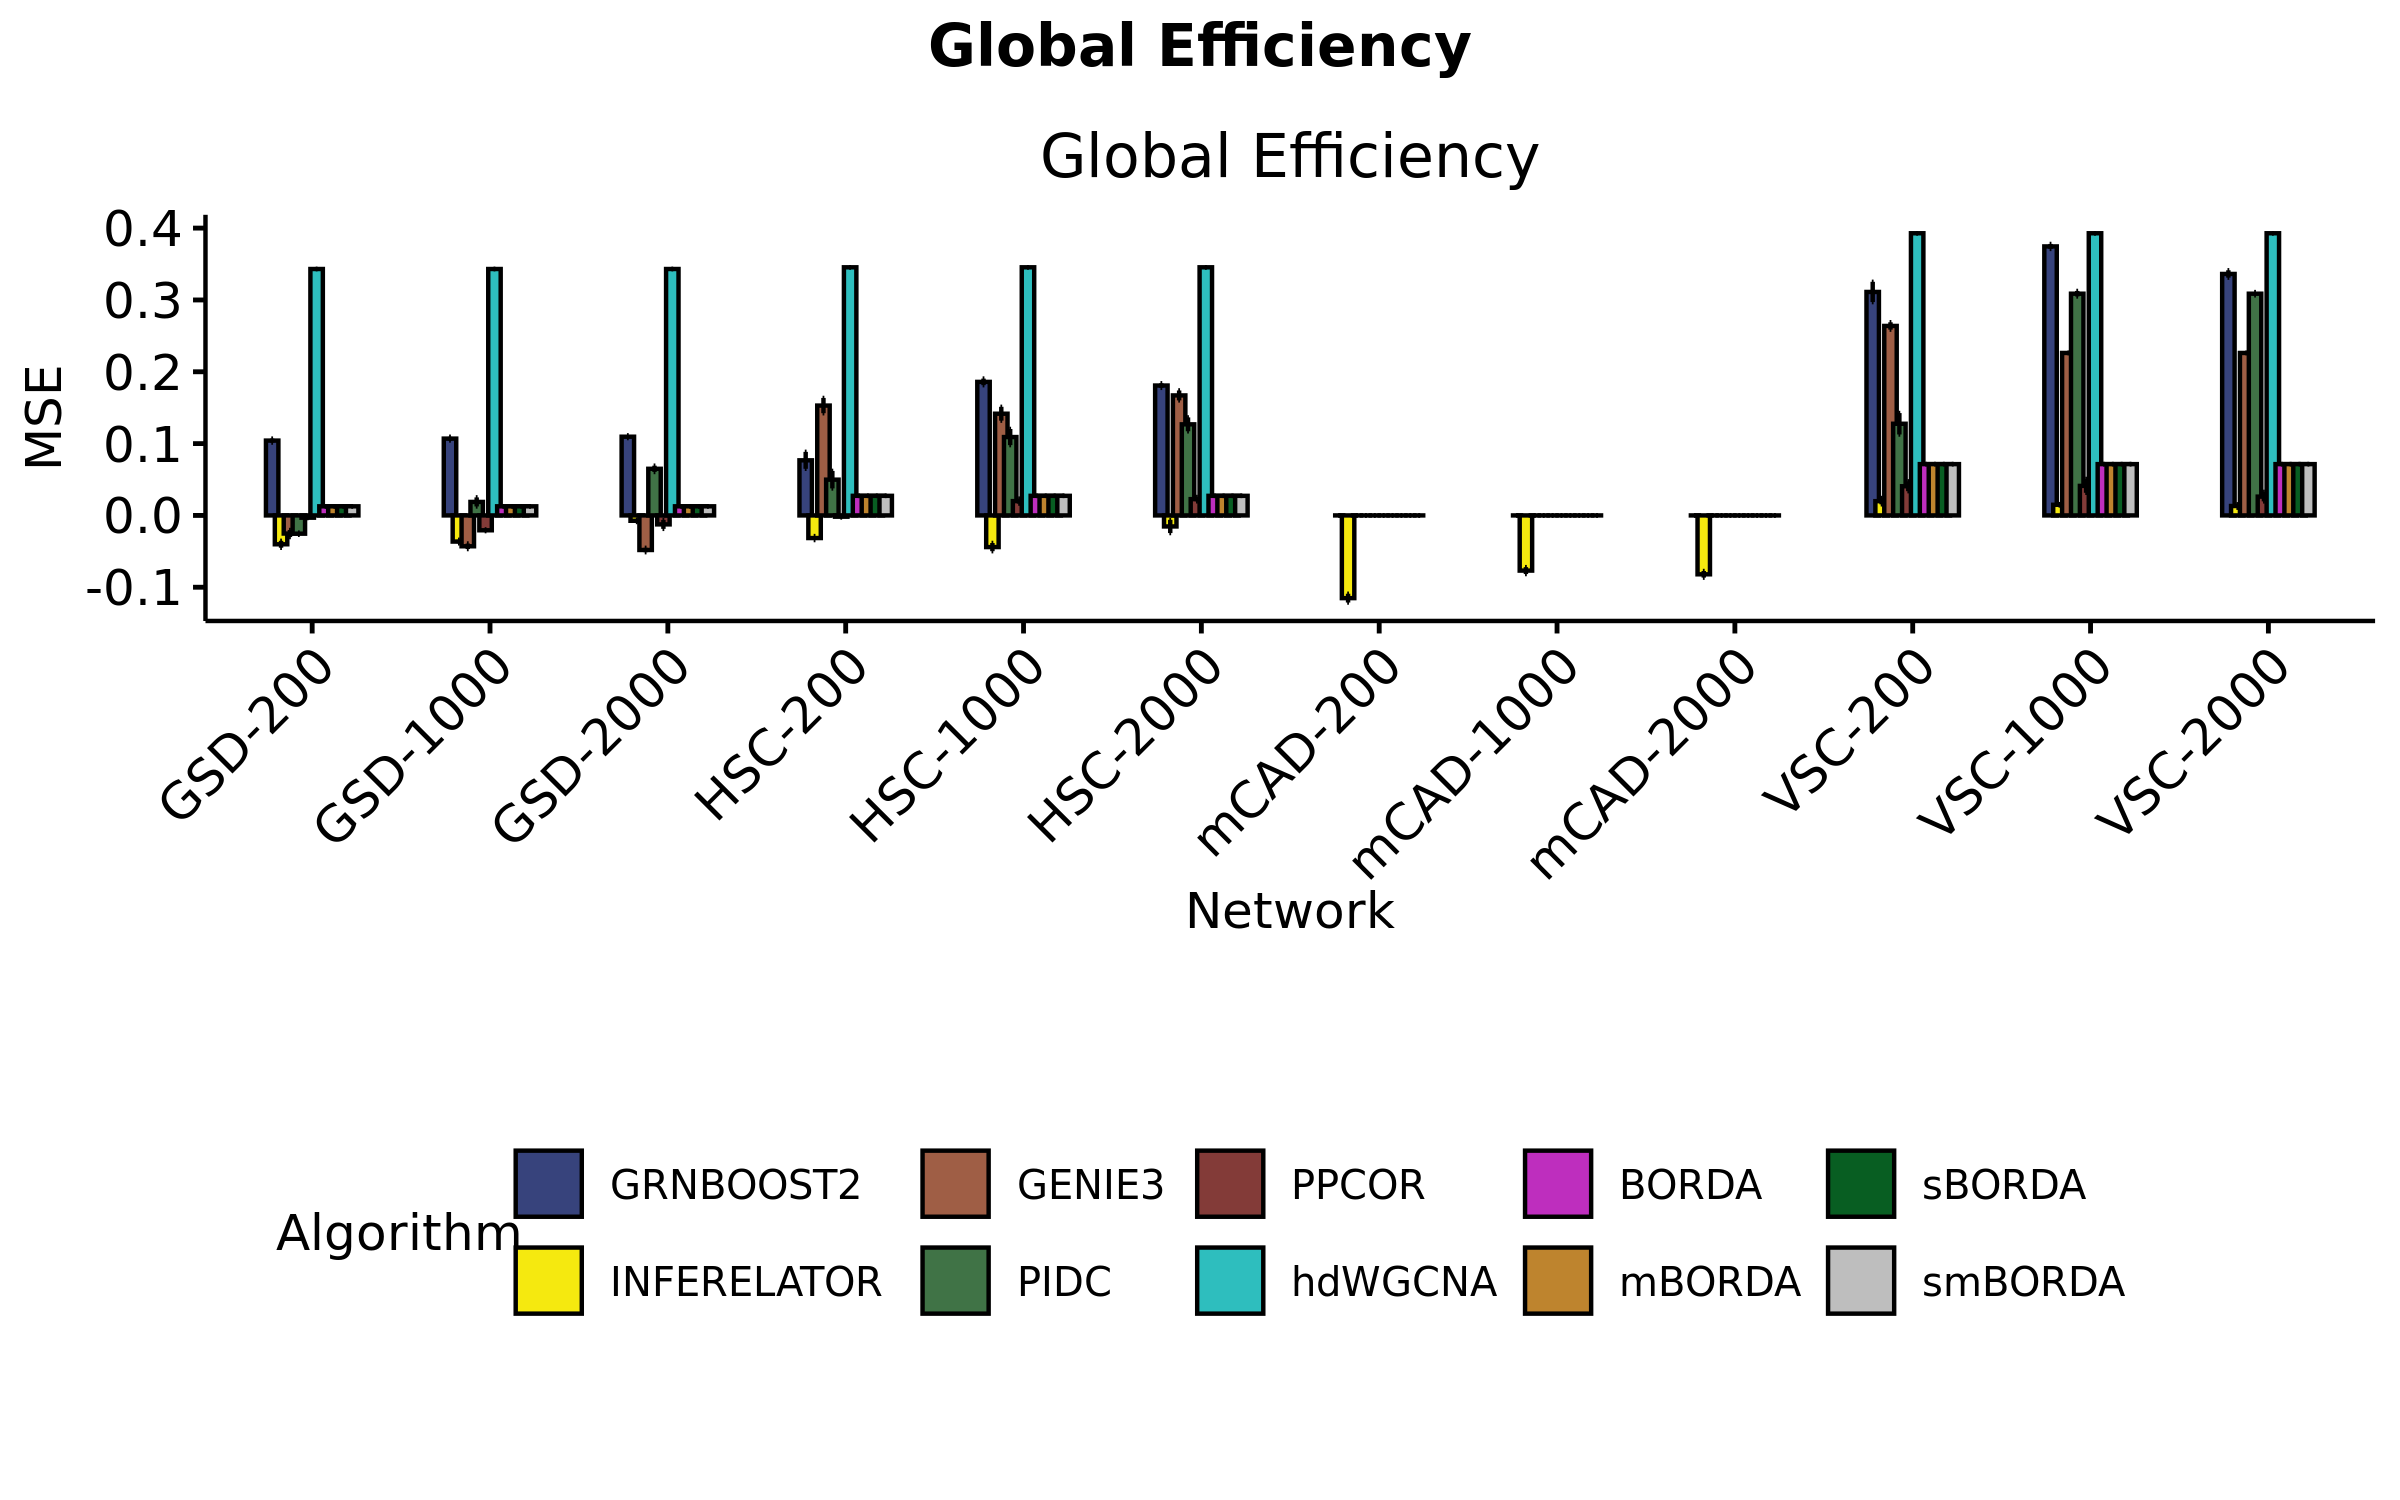 Global Efficiency
Global Efficiency
MSE
0.4
0.3
0.2
0.1
0.0
-0.1
GSD-200
GSD-1000
GSD-2000
HSC-200
HSC-1000
HSC-2000
mCAD-200
mCAD-1000
mCAD-2000
VSC-200
VSC-1000
VSC-2000
Network
Algorithm
GRNBOOST2 GENIE3 PPCOR BORDA sBORDA
INFERELATOR PIDC hdWGCNA mBORDA smBORDA